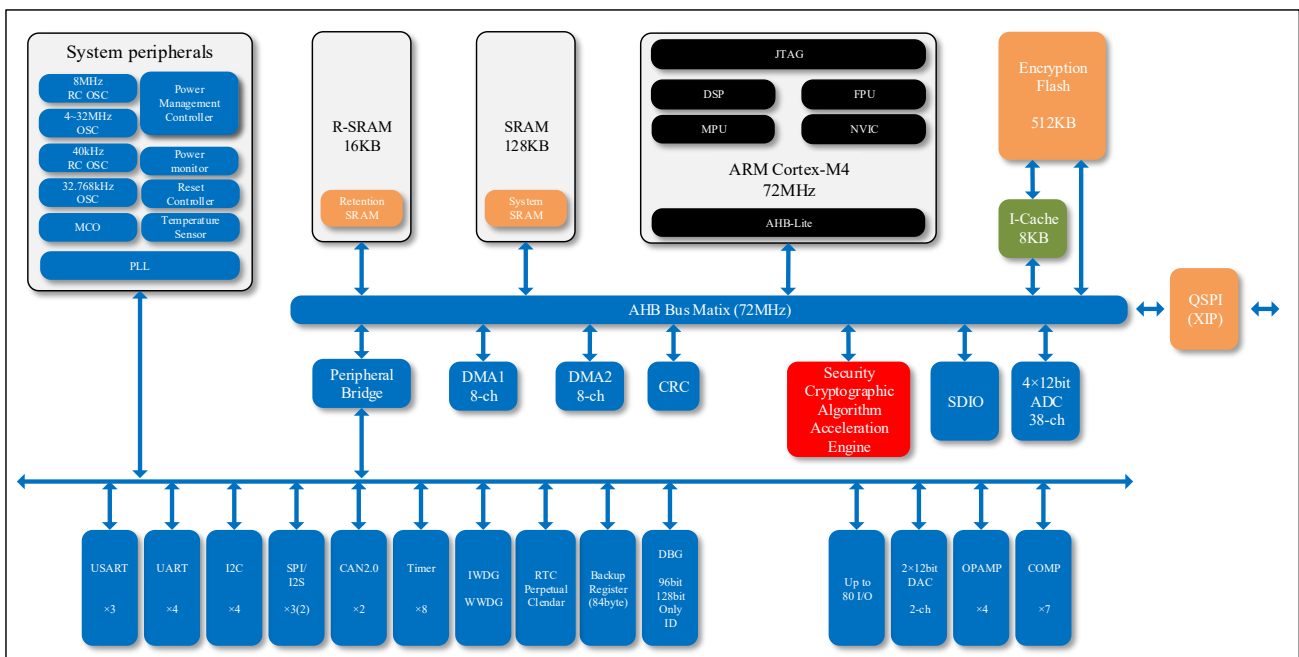 System peripherals
8MHz
RC OSC
4~32MHz
OSC
40kHz
RC OSC
32.768kHz
OSC
MCO
Power
Management
Controller
Power
monitor
Reset
Controller
Temperature
Sensor
PLL
R-SRAM
16KB
Retention
SRAM
SRAM
128KB
System
SRAM
JTAG
DSP
FPU
MPU
NVIC
ARM Cortex-M4
72MHz
AHB-Lite
Encryption
Flash
512KB
I-Cache
8KB
AHB Bus Matix (72MHz)
QSPI
(XIP)
Peripheral
Bridge
DMA1
8-ch
DMA2
8-ch
CRC
Security
Cryptographic
Algorithm
Acceleration
Engine
SDIO
4×12bit
ADC
38-ch
USART
×3
UART
×4
I2C
×4
SPI/
I2S
×3(2)
CAN2.0
×2
Timer
×8
IWDG
WWDG
RTC
Perpetual
Clendar
Backup
Register
(84byte)
DBG
96bit
128bit
Only
ID
Up to
80 I/O
2×12bit
DAC
2-ch
OPAMP
×4
COMP
×7